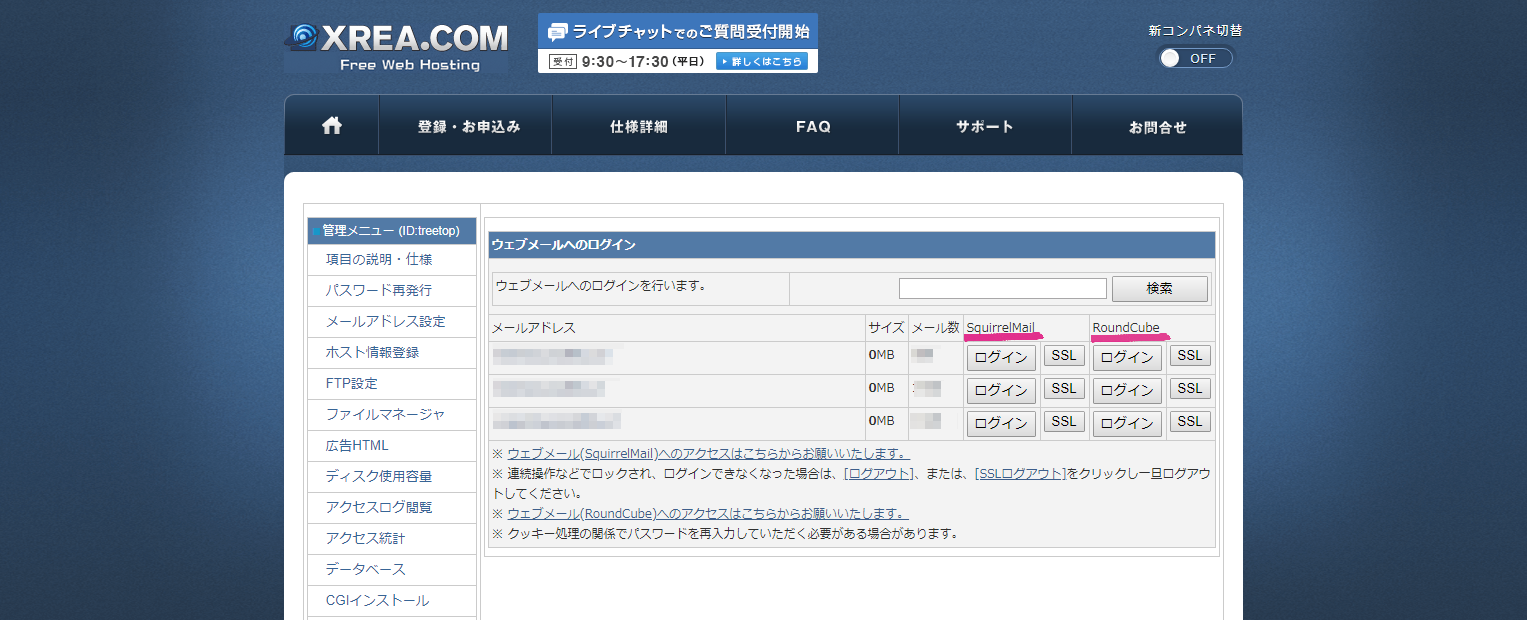 XREA.COM
Free Web Hosting
ライブチャットでのご質問受付開始
受付 9:30〜17:30(平日) 詳しくはこちら
新コンパネ切替
OFF
登録・お申込み 仕様詳細 FAQ サポート お問合せ
管理メニュー (ID:treetop)
項目の説明・仕様
パスワード再発行
メールアドレス設定
ホスト情報登録
FTP設定
ファイルマネージャ
広告HTML
ディスク使用容量
アクセスログ閲覧
アクセス統計
データベース
CGIインストール
ウェブメールへのログイン
ウェブメールへのログインを行います。 検索
メールアドレス サイズ メール数 SquirrelMail RoundCube
0MB ログイン SSL ログイン SSL
0MB ログイン SSL ログイン SSL
0MB ログイン SSL ログイン SSL
※ ウェブメール(SquirrelMail)へのアクセスはこちらからお願いいたします。
※ 連続操作などでロックされ、ログインできなくなった場合は、[ログアウト]、または、[SSLログアウト]をクリックし一旦ログアウ
トしてください。
※ ウェブメール(RoundCube)へのアクセスはこちらからお願いいたします。
※ クッキー処理の関係でパスワードを再入力していただく必要がある場合があります。